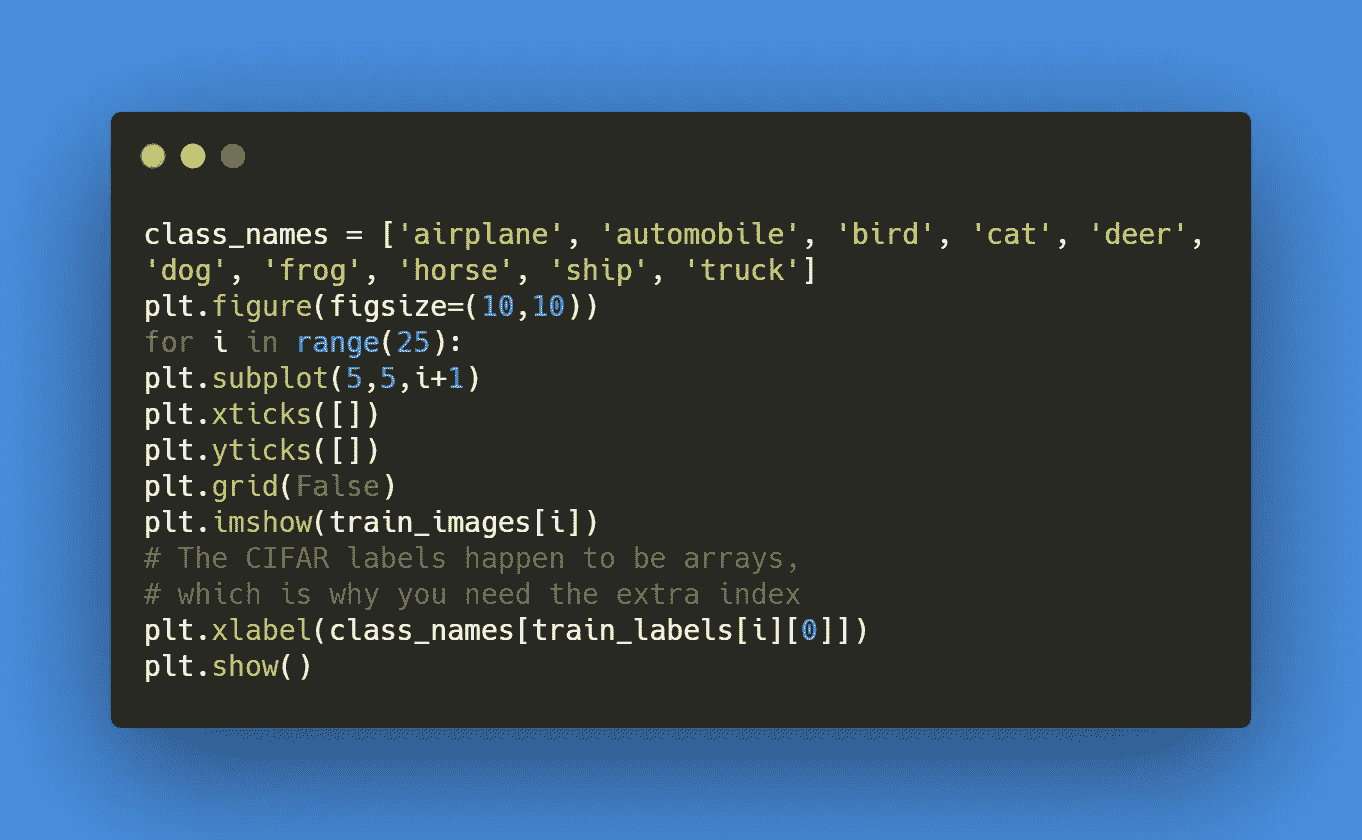 class_names = ['airplane', 'automobile', 'bird', 'cat', 'deer',
'dog', 'frog', 'horse', 'ship', 'truck']
plt.figure(figsize=(10,10))
for i in range(25):
plt.subplot(5,5,i+1)
plt.xticks([])
plt.yticks([])
plt.grid(False)
plt.imshow(train_images[i])
# The CIFAR labels happen to be arrays,
# which is why you need the extra index
plt.xlabel(class_names[train_labels[i][0]])
plt.show()